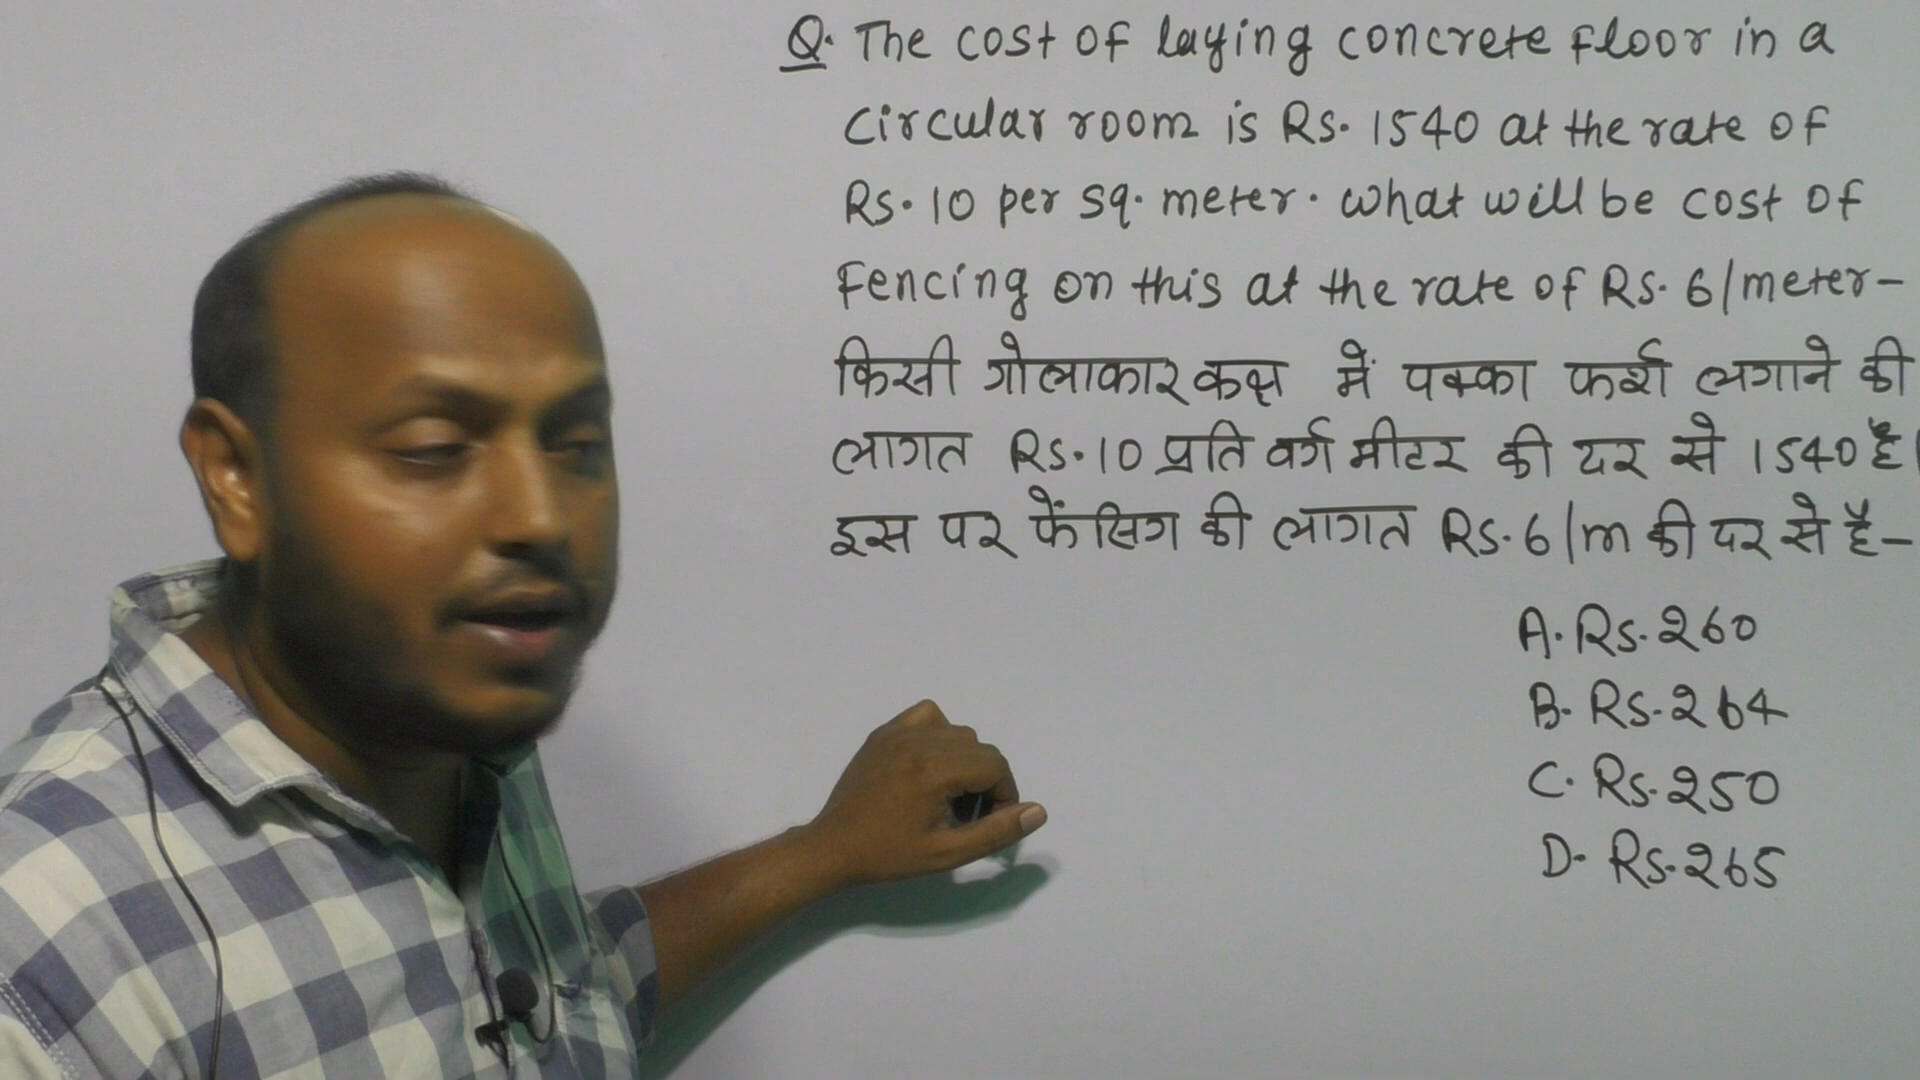 Q. The cost of laying concrete floor in a
circular room is Rs. 1540 at the rate of
Rs. 10 per sq. meter. what will be cost of
Fencing on this at the rate of Rs. 6/meter-
किसी गोलाकार कक्ष में पक्का फर्श लगाने की
लागत Rs. 10 प्रति वर्ग मीटर की दर से 1540 है।
इस पर फेंसिग की लागत Rs. 6/m की दर से है-
A. Rs. 260
B. Rs. 264
C. Rs. 250
D. Rs. 265